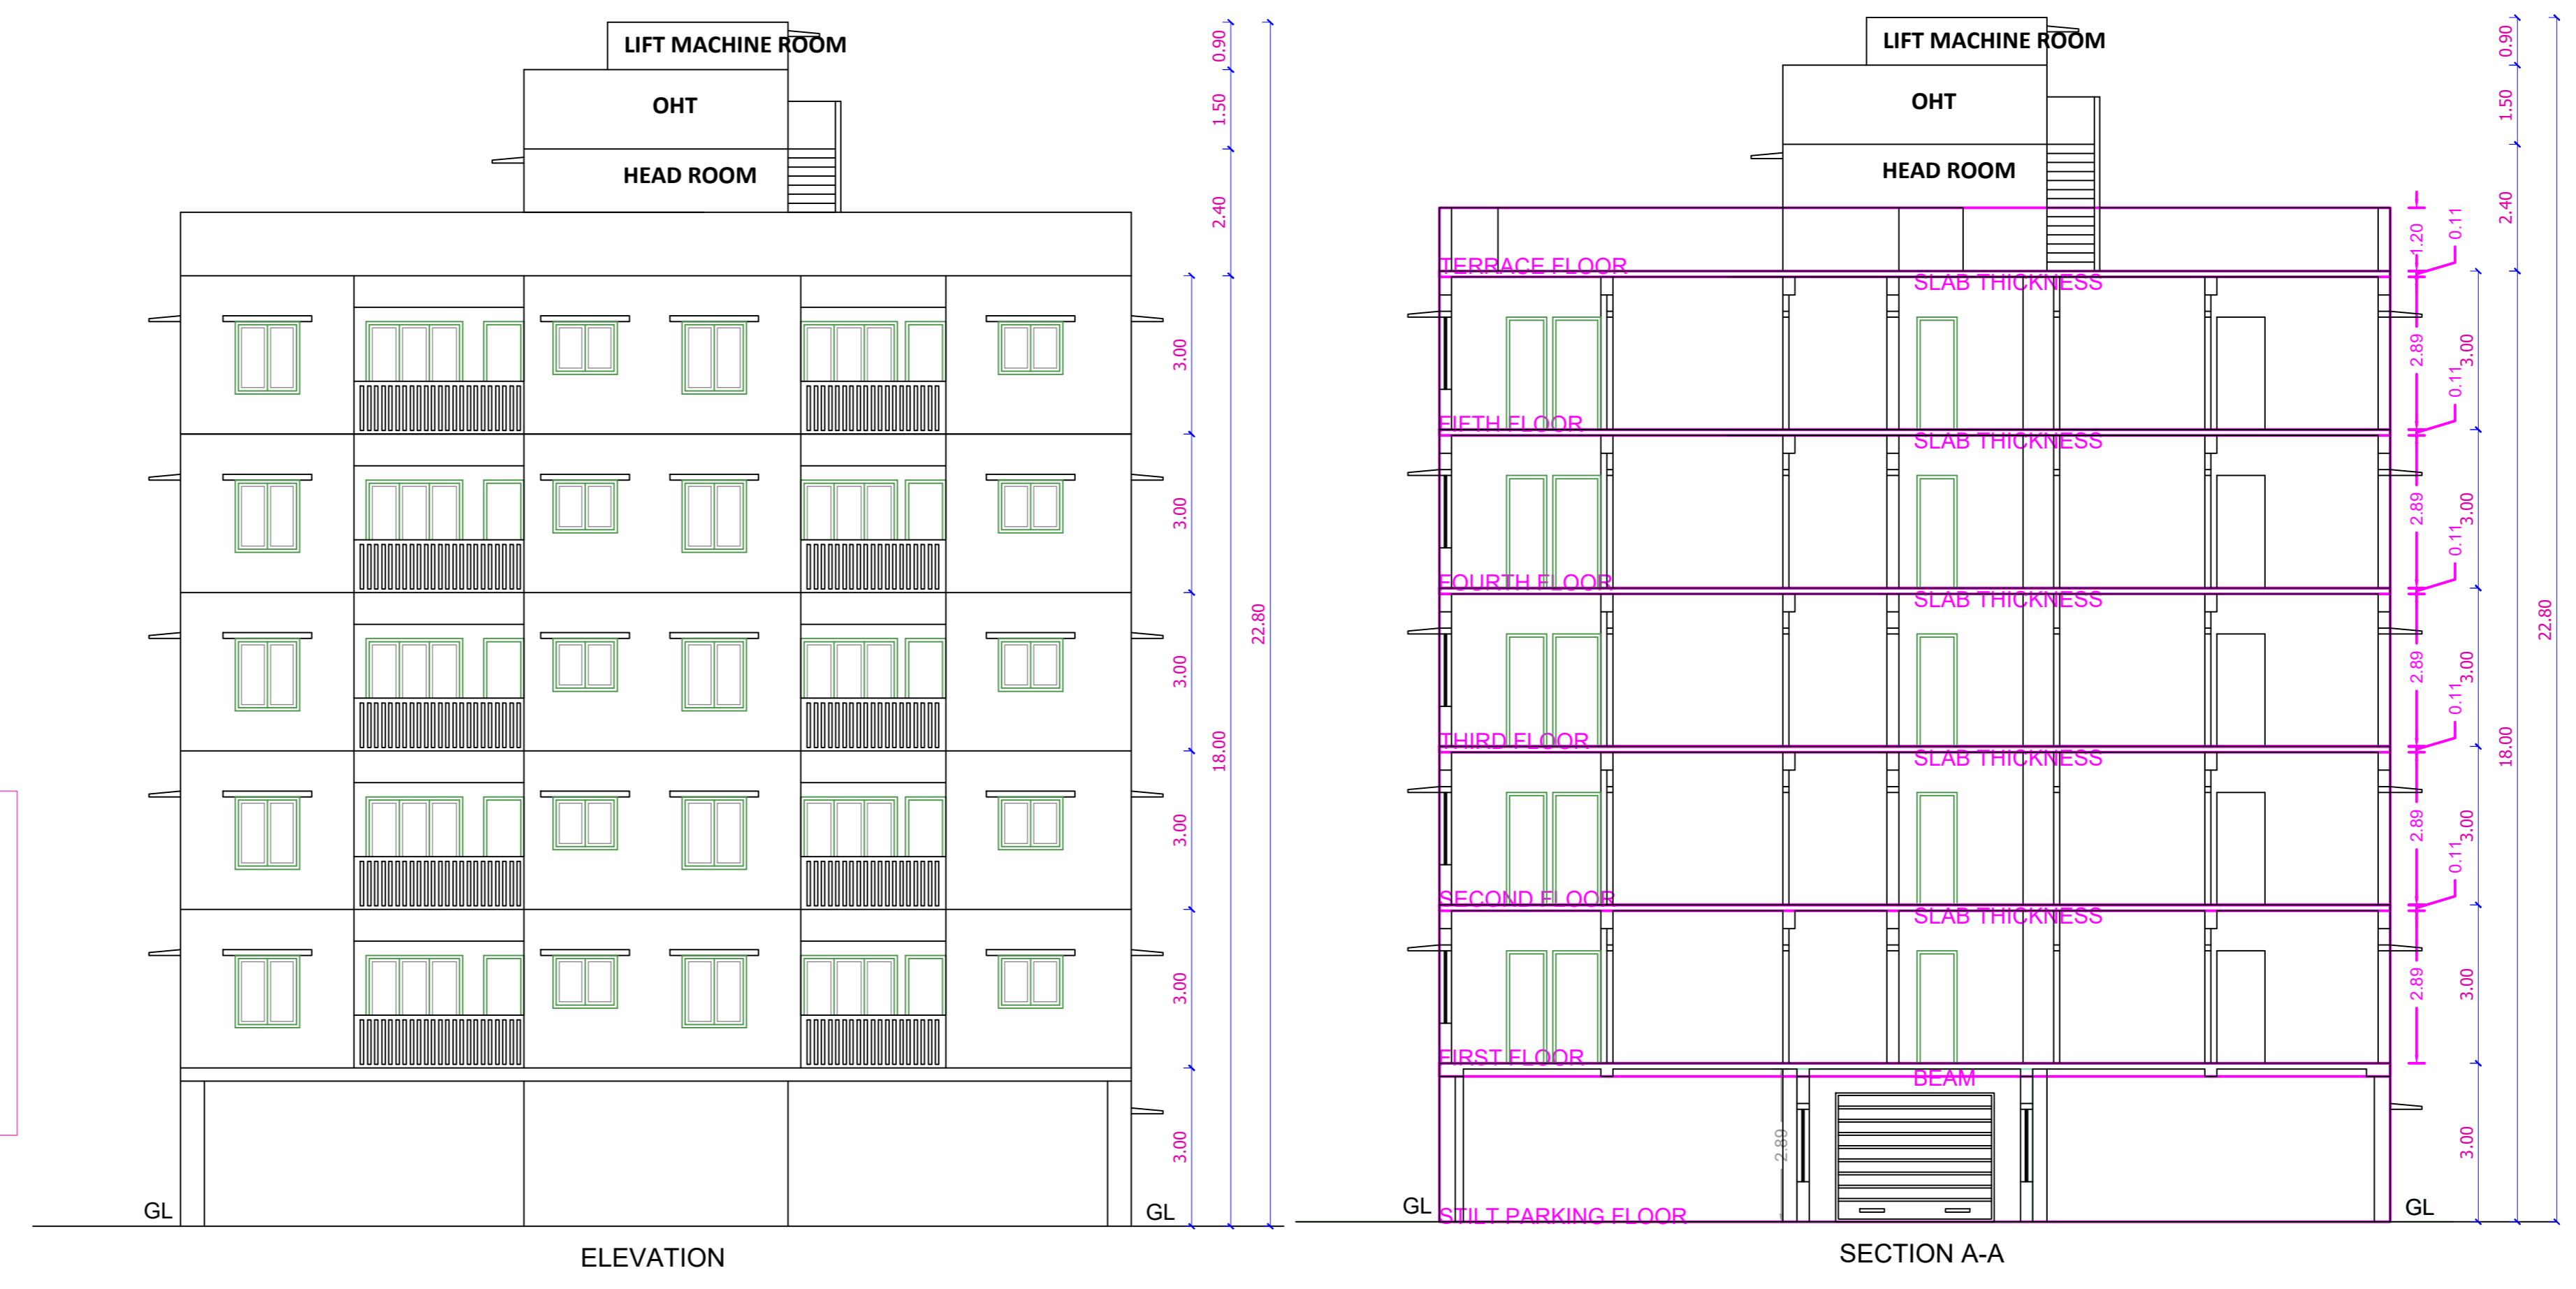 LIFT MACHINE ROOM
OHT
HEAD ROOM
0.90
1.50
2.40
3.00
3.00
3.00
3.00
3.00
3.00
18.00
22.80
GL
GL
ELEVATION
LIFT MACHINE ROOM
OHT
HEAD ROOM
TERRACE FLOOR
SLAB THICKNESS
FIFTH FLOOR
SLAB THICKNESS
FOURTH FLOOR
SLAB THICKNESS
THIRD FLOOR
SLAB THICKNESS
SECOND FLOOR
SLAB THICKNESS
FIRST FLOOR
BEAM
2.89
STILT PARKING FLOOR
1.20
0.11
2.89
0.11
2.89
0.11
2.89
0.11
2.89
0.11
2.89
3.00
3.00
3.00
3.00
3.00
3.00
0.90
1.50
2.40
18.00
22.80
GL
GL
SECTION A-A